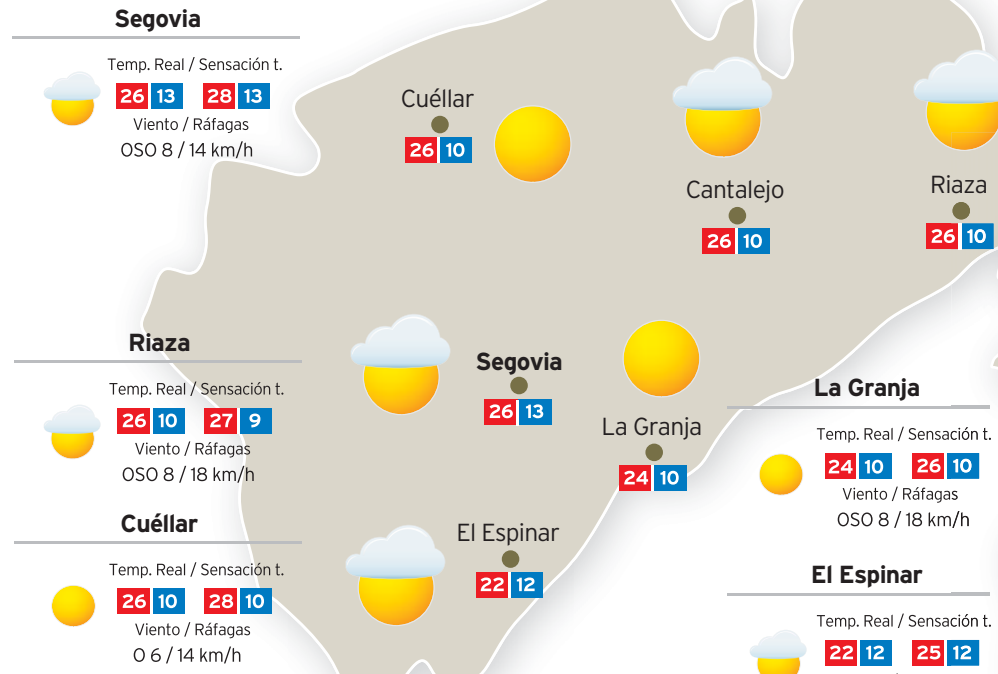 Segovia
Temp. Real / Sensación t.
26 13 28 13
Viento / Ráfagas
OSO 8 / 14 km/h
Cuéllar
26 10
Cantalejo
26 10
Riaza
26 10
Riaza
Temp. Real / Sensación t.
26 10 27 9
Viento / Ráfagas
OSO 8 / 18 km/h
Segovia
26 13
La Granja
24 10
La Granja
Temp. Real / Sensación t.
24 10 26 10
Viento / Ráfagas
OSO 8 / 18 km/h
Cuéllar
Temp. Real / Sensación t.
26 10 28 10
Viento / Ráfagas
O 6 / 14 km/h
El Espinar
22 12
El Espinar
Temp. Real / Sensación t.
22 12 25 12